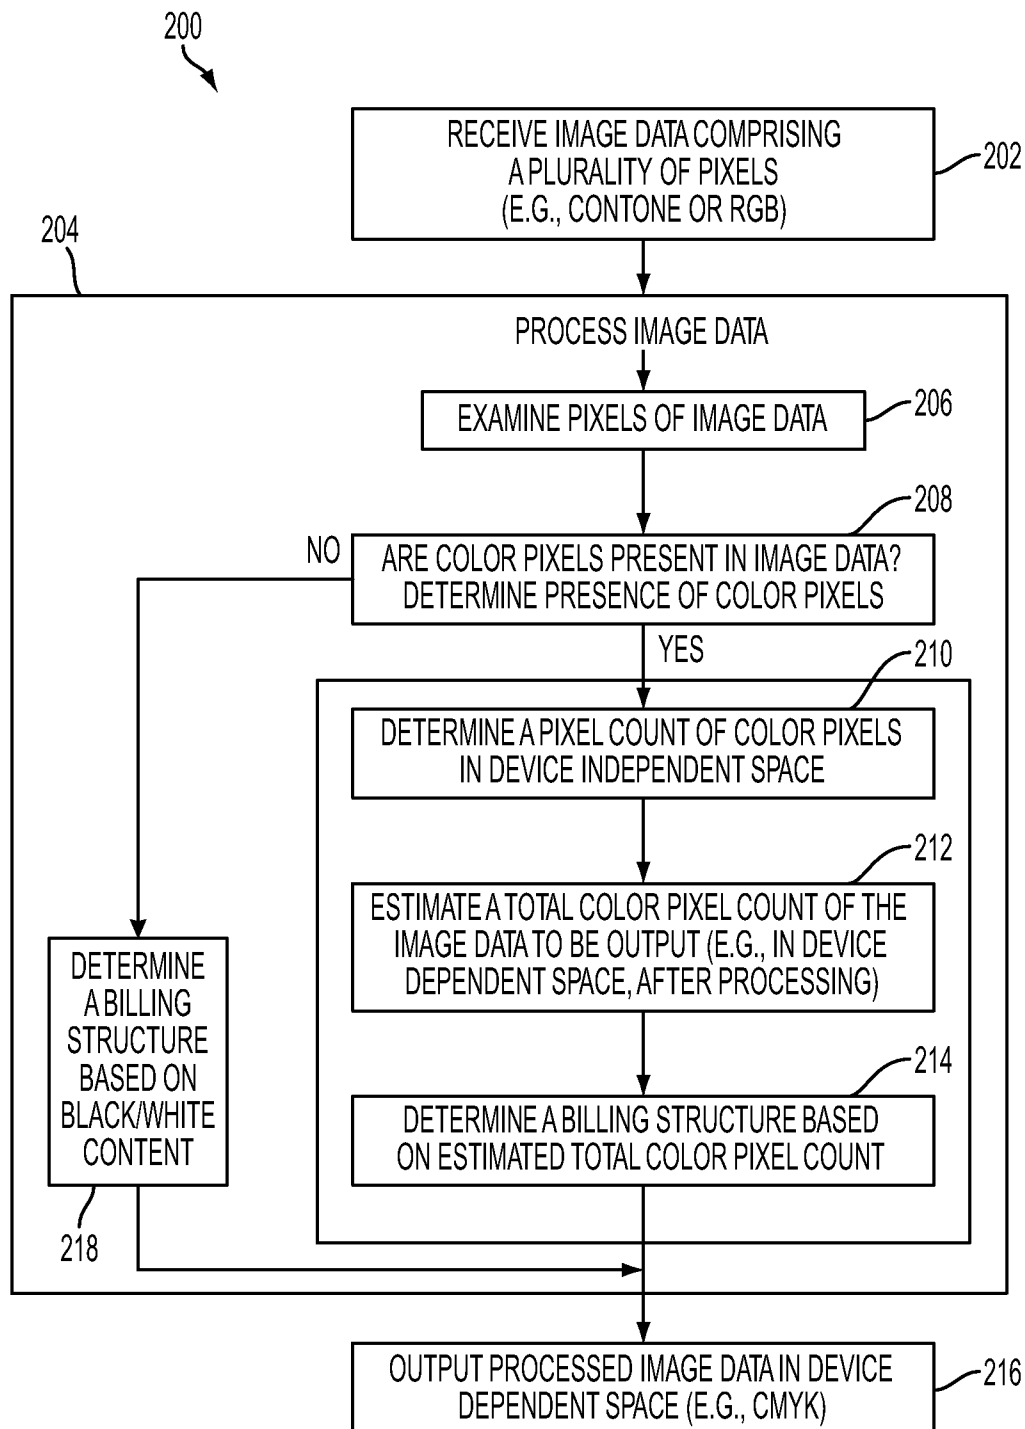 200
RECEIVE IMAGE DATA COMPRISING
A PLURALITY OF PIXELS
(E.G., CONTONE OR RGB)
202
204
PROCESS IMAGE DATA
EXAMINE PIXELS OF IMAGE DATA
206
208
ARE COLOR PIXELS PRESENT IN IMAGE DATA?
DETERMINE PRESENCE OF COLOR PIXELS
NO
YES
210
DETERMINE A PIXEL COUNT OF COLOR PIXELS
IN DEVICE INDEPENDENT SPACE
212
ESTIMATE A TOTAL COLOR PIXEL COUNT OF THE
IMAGE DATA TO BE OUTPUT (E.G., IN DEVICE
DEPENDENT SPACE, AFTER PROCESSING)
214
DETERMINE A BILLING STRUCTURE BASED
ON ESTIMATED TOTAL COLOR PIXEL COUNT
DETERMINE
A BILLING
STRUCTURE
BASED ON
BLACK/WHITE
CONTENT
218
OUTPUT PROCESSED IMAGE DATA IN DEVICE
DEPENDENT SPACE (E.G., CMYK)
216